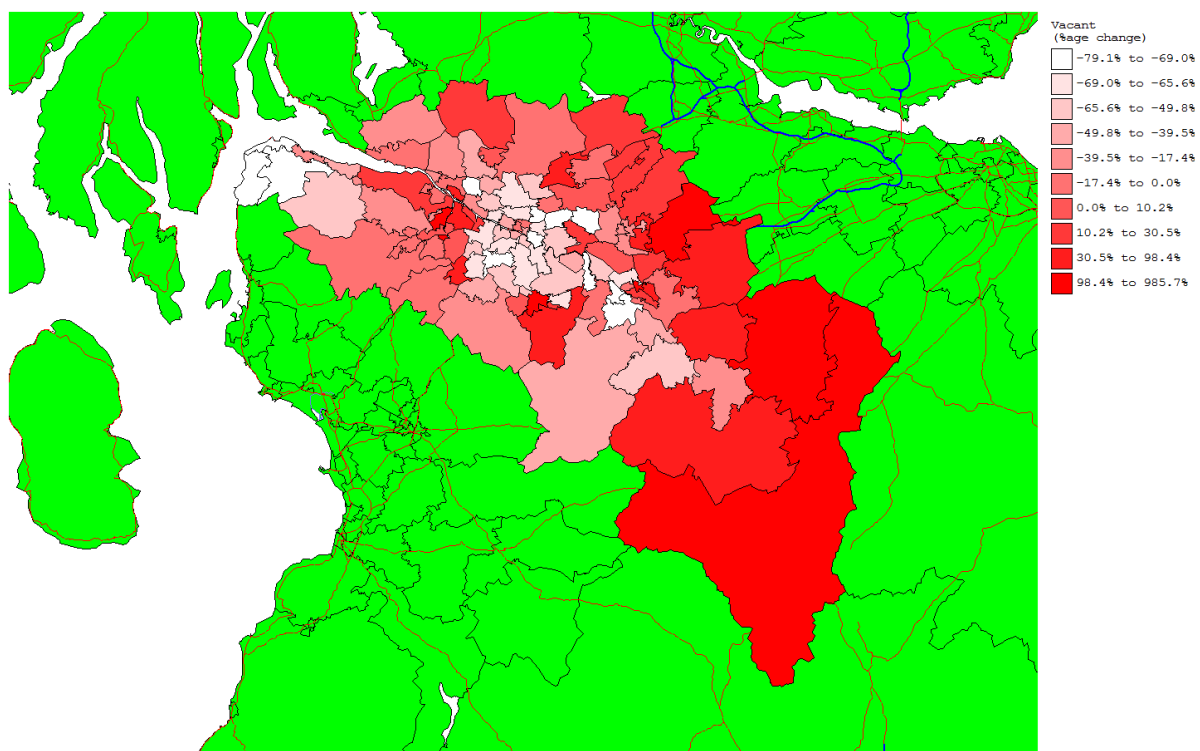 Vacant
(%age change)
-79.1% to -69.0%
-69.0% to -65.6%
-65.6% to -49.8%
-49.8% to -39.5%
-39.5% to -17.4%
-17.4% to 0.0%
0.0% to 10.2%
10.2% to 30.5%
30.5% to 98.4%
98.4% to 985.7%